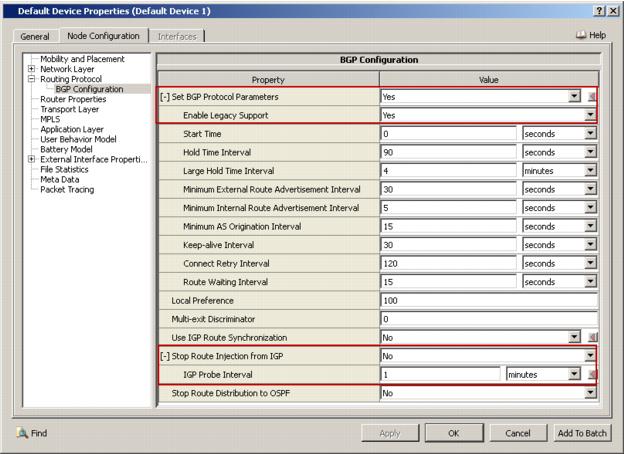 Default Device Properties (Default Device 1)
General Node Configuration Interfaces Help
Mobility and Placement
Network Layer
Routing Protocol
BGP Configuration
Router Properties
Transport Layer
MPLS
Application Layer
User Behavior Model
Battery Model
External Interface Properti...
File Statistics
Meta Data
Packet Tracing
BGP Configuration
Property Value
[-] Set BGP Protocol Parameters Yes
Enable Legacy Support Yes
Start Time 0 seconds
Hold Time Interval 90 seconds
Large Hold Time Interval 4 minutes
Minimum External Route Advertisement Interval 30 seconds
Minimum Internal Route Advertisement Interval 5 seconds
Minimum AS Origination Interval 15 seconds
Keep-alive Interval 30 seconds
Connect Retry Interval 120 seconds
Route Waiting Interval 15 seconds
Local Preference 100
Multi-exit Discriminator 0
Use IGP Route Synchronization No
[-] Stop Route Injection from IGP No
IGP Probe Interval 1 minutes
Stop Route Distribution to OSPF No
Find Apply OK Cancel Add To Batch